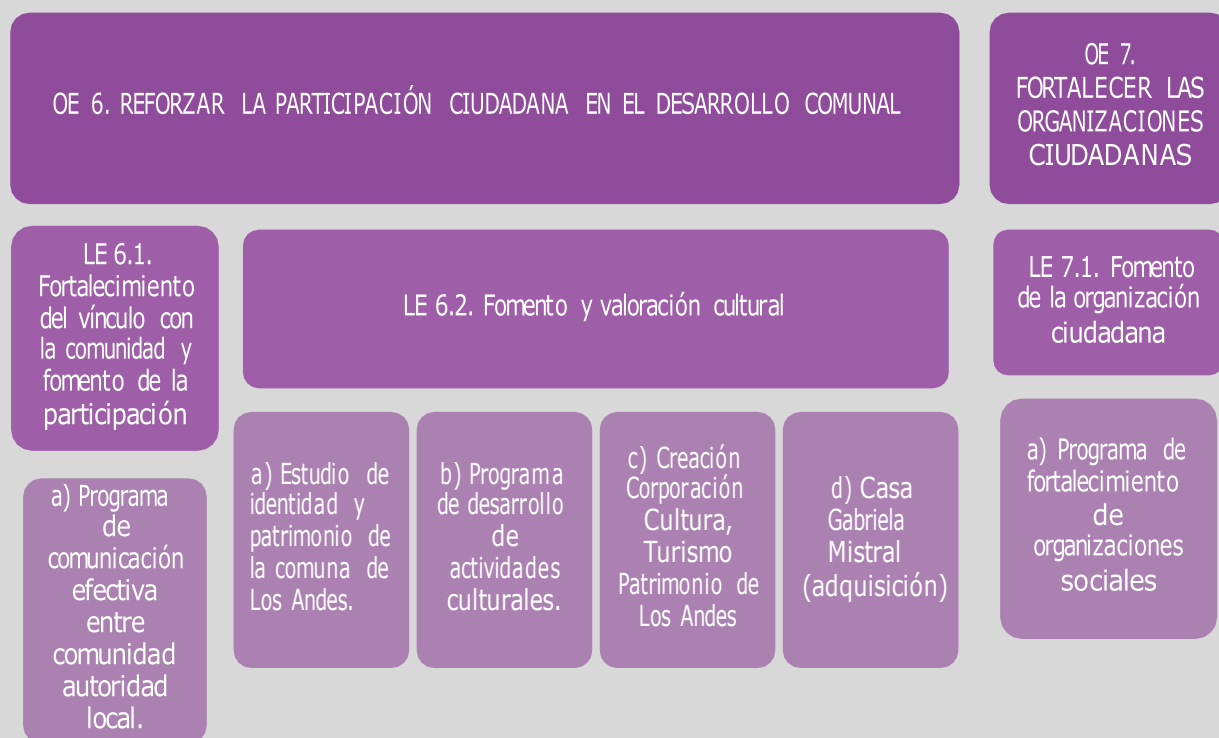 OE 6. REFORZAR LA PARTICIPACIÓN CIUDADANA EN EL DESARROLLO COMUNAL
OE 7.
FORTALECER LAS
ORGANIZACIONES
CIUDADANAS
LE 6.1.
Fortalecimiento
del vínculo con
la comunidad y
fomento de la
participación
LE 6.2. Fomento y valoración cultural
LE 7.1. Fomento
de la organización
ciudadana
a) Programa
de
comunicación
efectiva
entre
comunidad
autoridad
local.
a) Estudio de
identidad y
patrimonio de
la comuna de
Los Andes.
b) Programa
de desarrollo
de
actividades
culturales.
c) Creación
Corporación
Cultura,
Turismo
Patrimonio de
Los Andes
d) Casa
Gabriela
Mistral
(adquisición)
a) Programa de
fortalecimiento
de
organizaciones
sociales